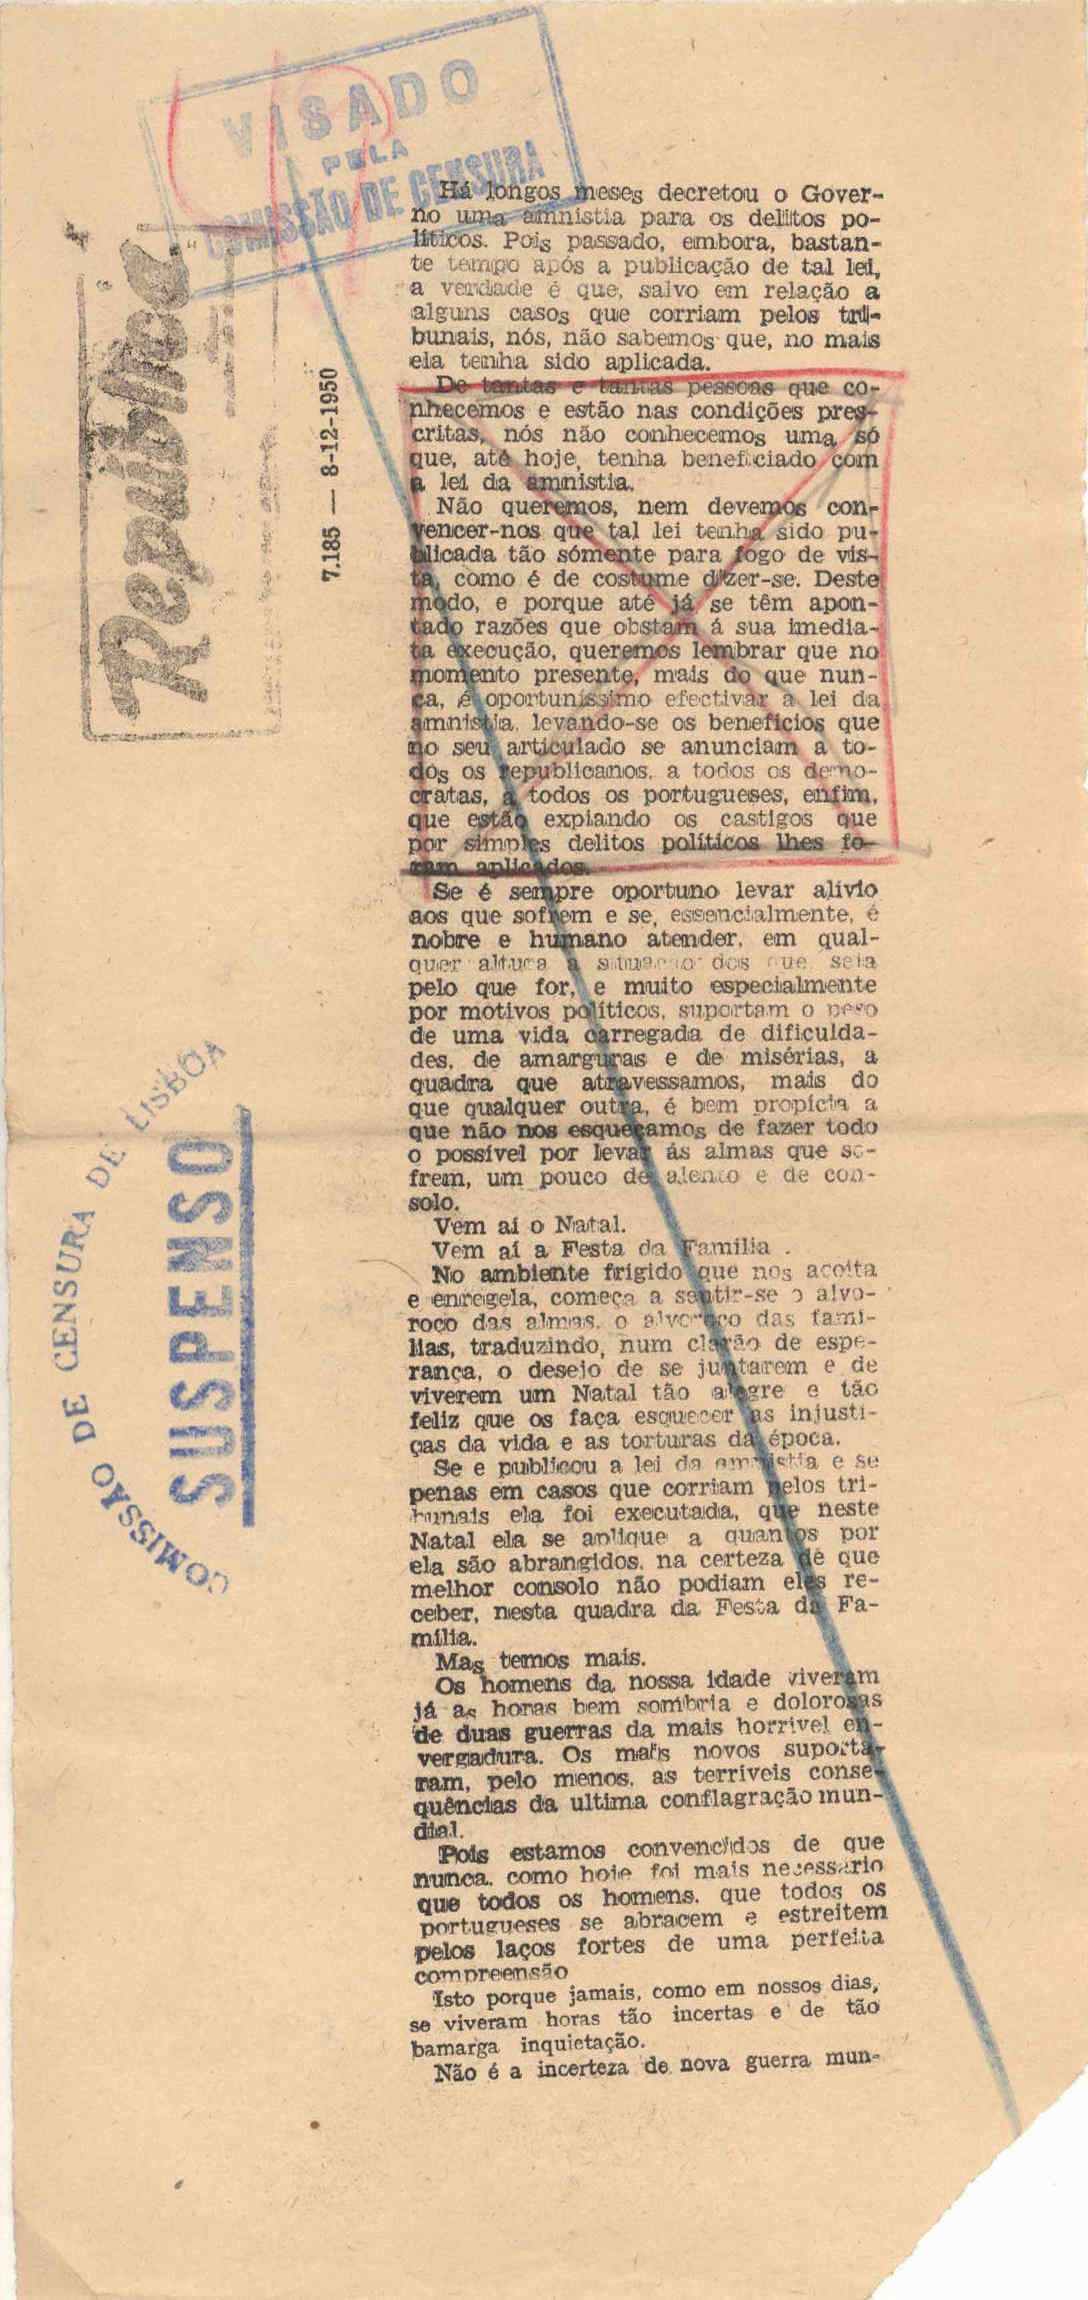 VISADO
PELA
COMISSÃO DE CENSURA
República
7.185 — 8-12-1950
COMISSÃO DE CENSURA DE LISBOA
SUSPENSO
Há longos meses decretou o Gover-
no uma amnistia para os delitos po-
líticos. Pois passado, embora, bastan-
te tempo após a publicação de tal lei,
a verdade é que, salvo em relação a
alguns casos que corriam pelos tri-
bunais, nós, não sabemos que, no mais
ela tenha sido aplicada.
De tantas e tantas pessoas que co-
nhecemos e estão nas condições pres-
critas, nós não conhecemos uma só
que, até hoje, tenha beneficiado com
a lei da amnistia.
Não queremos, nem devemos con-
vencer-nos que tal lei tenha sido pu-
blicada tão sómente para fogo de vis-
ta, como é de costume dizer-se. Deste
modo, e porque até já se têm apon-
tado razões que obstam á sua imedia-
ta execução, queremos lembrar que no
momento presente, mais do que nun-
ca, é oportuníssimo efectivar a lei da
amnistia, levando-se os beneficios que
no seu articulado se anunciam a to-
dos os republicanos, a todos os demo-
cratas, a todos os portugueses, enfim,
que estão expiando os castigos que
por simples delitos políticos lhes fo-
ram aplicados.
Se é sempre oportuno levar alivio
aos que sofrem e se, essencialmente, é
nobre e humano atender, em qual-
quer altura á situação dos que, seja
pelo que for, e muito especialmente
por motivos políticos, suportam o peso
de uma vida carregada de dificulda-
des, de amarguras e de misérias, a
quadra que atravessamos, mais do
que qualquer outra, é bem propícia a
que não nos esqueçamos de fazer todo
o possível por levar ás almas que so-
frem, um pouco de alento e de con-
solo.
Vem aí o Natal.
Vem aí a Festa da Familia .
No ambiente frigido que nos açoita
e enregela, começa a sentir-se o alvo-
roço das almas, o alvoroço das famí-
lias, traduzindo, num clarão de espe-
rança, o desejo de se juntarem e de
viverem um Natal tão alegre e tão
feliz que os faça esquecer as injusti-
ças da vida e as torturas da época.
Se e publicou a lei da amnistia e se
penas em casos que corriam pelos tri-
bunais ela foi executada, que neste
Natal ela se aplique a quantos por
ela são abrangidos, na certeza de que
melhor consolo não podiam eles re-
ceber, nesta quadra da Festa da Fa-
mília.
Mas temos mais.
Os homens da nossa idade viveram
já as horas bem sombria e dolorosas
de duas guerras da mais horrivel en-
vergadura. Os mais novos suporta-
ram, pelo menos, as terriveis conse-
quências da ultima conflagração mun-
dial.
Pois estamos convencidos de que
nunca, como hoje foi mais necessário
que todos os homens, que todos os
portugueses se abracem e estreitem
pelos laços fortes de uma perfeita
compreensão
Isto porque jamais, como em nossos dias,
se viveram horas tão incertas e de tão
bamarga inquietação.
Não é a incerteza de nova guerra mun-